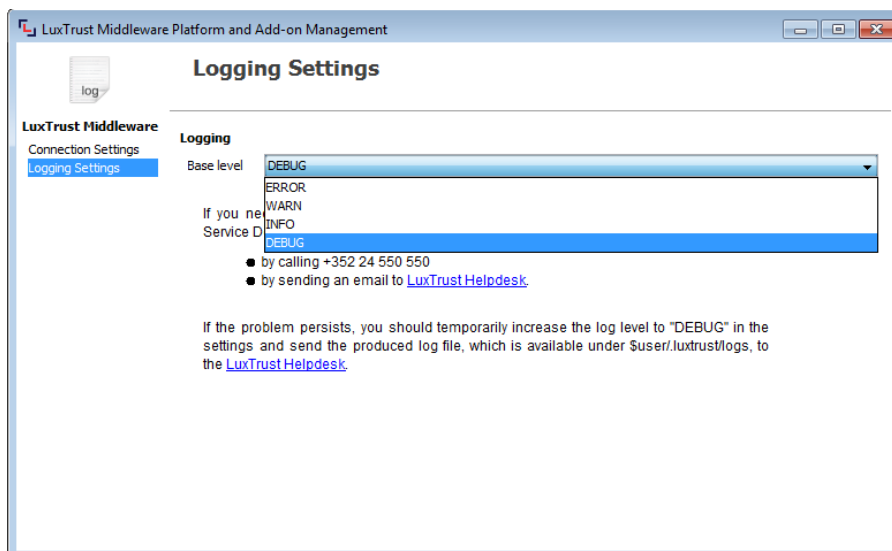 LuxTrust Middleware Platform and Add-on Management
log
Logging Settings
LuxTrust Middleware
Connection Settings
Logging Settings
Logging
Base level DEBUG
ERROR
WARN
INFO
DEBUG
If you
Service
by calling +352 24 550 550
by sending an email to LuxTrust Helpdesk.
If the problem persists, you should temporarily increase the log level to "DEBUG" in the
settings and send the produced log file, which is available under $user/.luxtrust/logs, to
the LuxTrust Helpdesk.